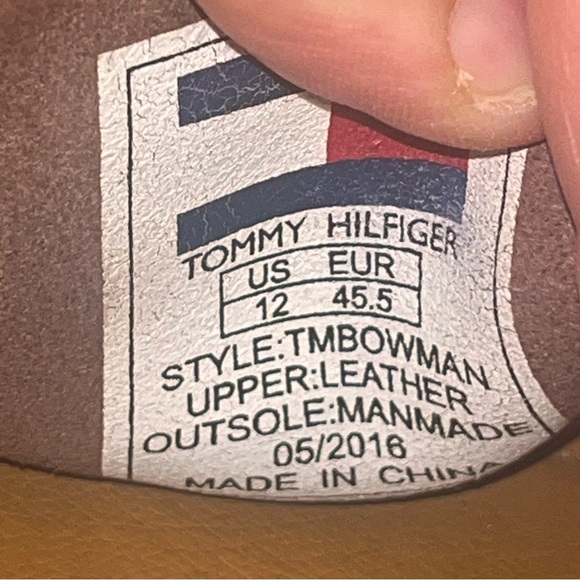 TOMMY HILFIGER
US EUR
12 45.5
STYLE:TMBOWMAN
UPPER:LEATHER
OUTSOLE:MANMADE
05/2016
MADE IN CHINA